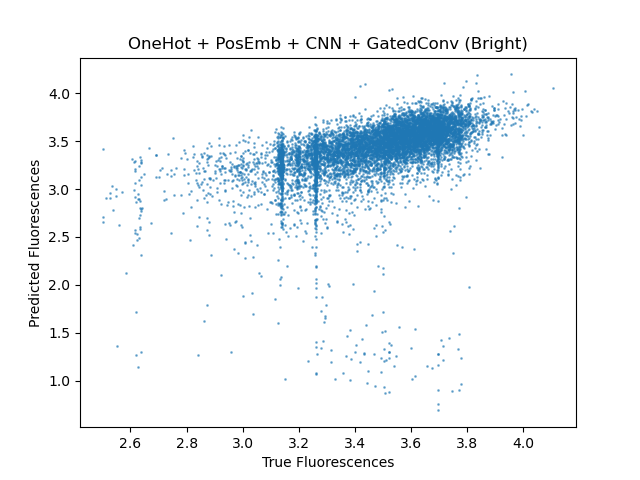 OneHot + PosEmb + CNN + GatedConv (Bright)
4.0
3.5
3.0
2.5
2.0
1.5
1.0
Predicted Fluorescences
2.6 2.8 3.0 3.2 3.4 3.6 3.8 4.0
True Fluorescences